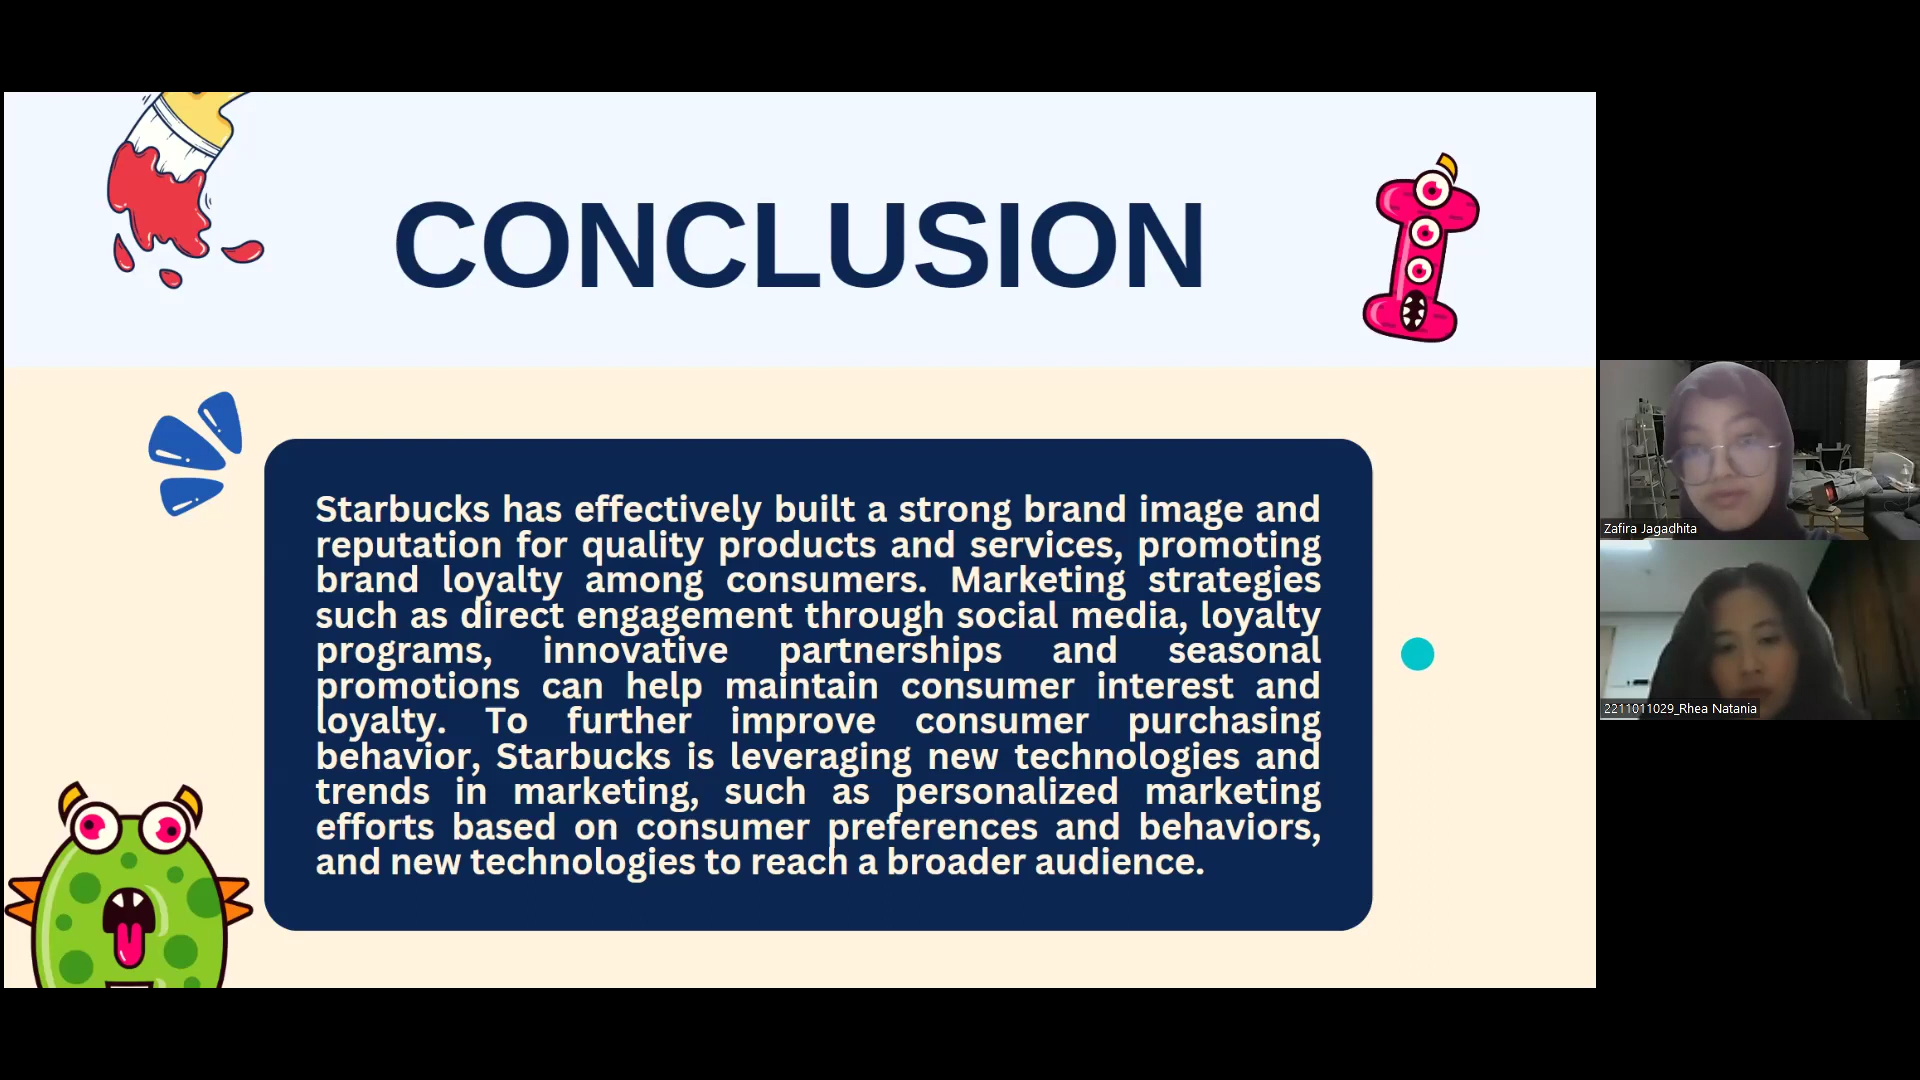 CONCLUSION
Starbucks has effectively built a strong brand image and
reputation for quality products and services, promoting
brand loyalty among consumers. Marketing strategies
such as direct engagement through social media, loyalty
programs, innovative partnerships and seasonal
promotions can help maintain consumer interest and
loyalty. To further improve consumer purchasing
behavior, Starbucks is leveraging new technologies and
trends in marketing, such as personalized marketing
efforts based on consumer preferences and behaviors,
and new technologies to reach a broader audience.
Zafira Jagadhita
2211011029_Rhea Natania